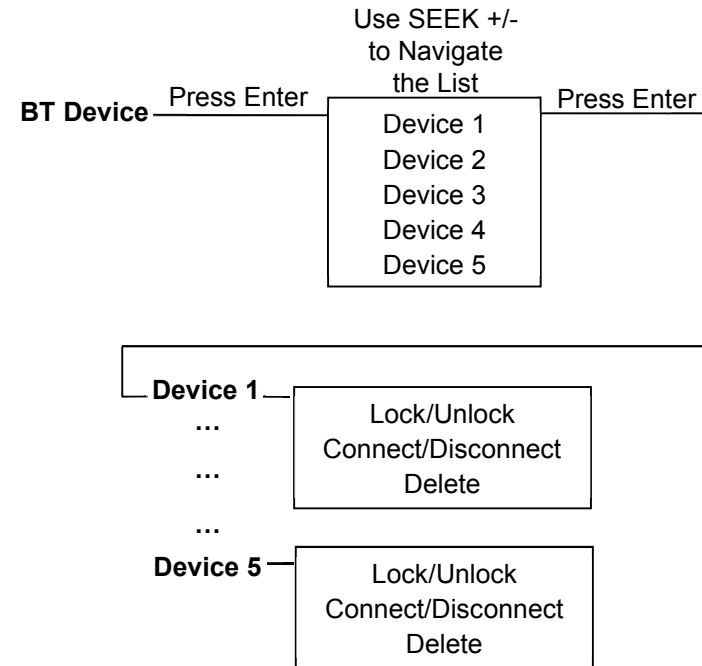 Use SEEK +/-
to Navigate
the List
BT Device
Press Enter
Press Enter
Device 1
Device 2
Device 3
Device 4
Device 5
Device 1
...
...
...
Device 5
Lock/Unlock
Connect/Disconnect
Delete
Lock/Unlock
Connect/Disconnect
Delete